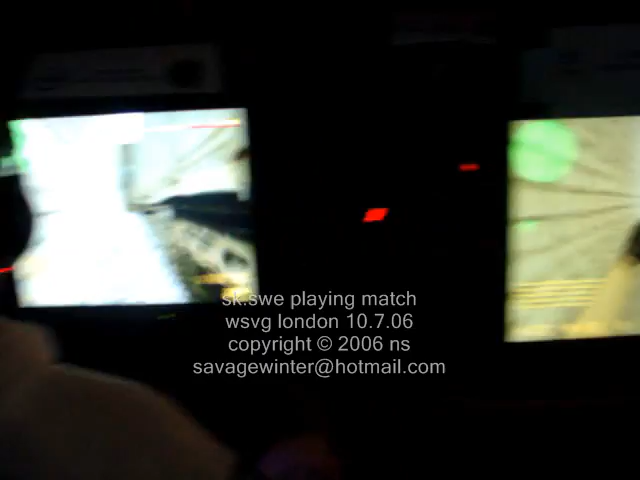 sk.swe playing match
wsvg london 10.7.06
copyright © 2006 ns
savagewinter@hotmail.com